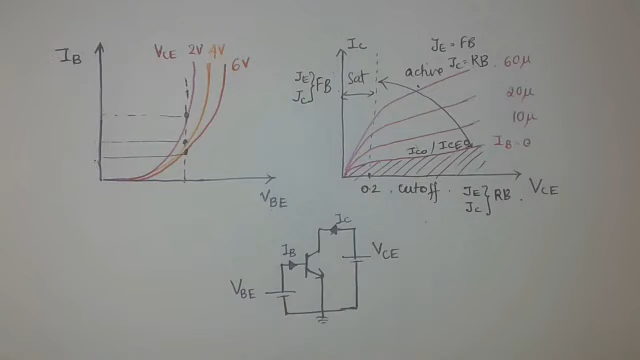 IB
VCE 2V 4V 6V
VBE
IC
JE = FB
JC = RB
active
60μ
20μ
10μ
IB=0
JE } FB
JC
Sat
ICO / ICEO
0.2
cutoff
JE } RB
JC
VCE
IC
IB
VCE
VBE